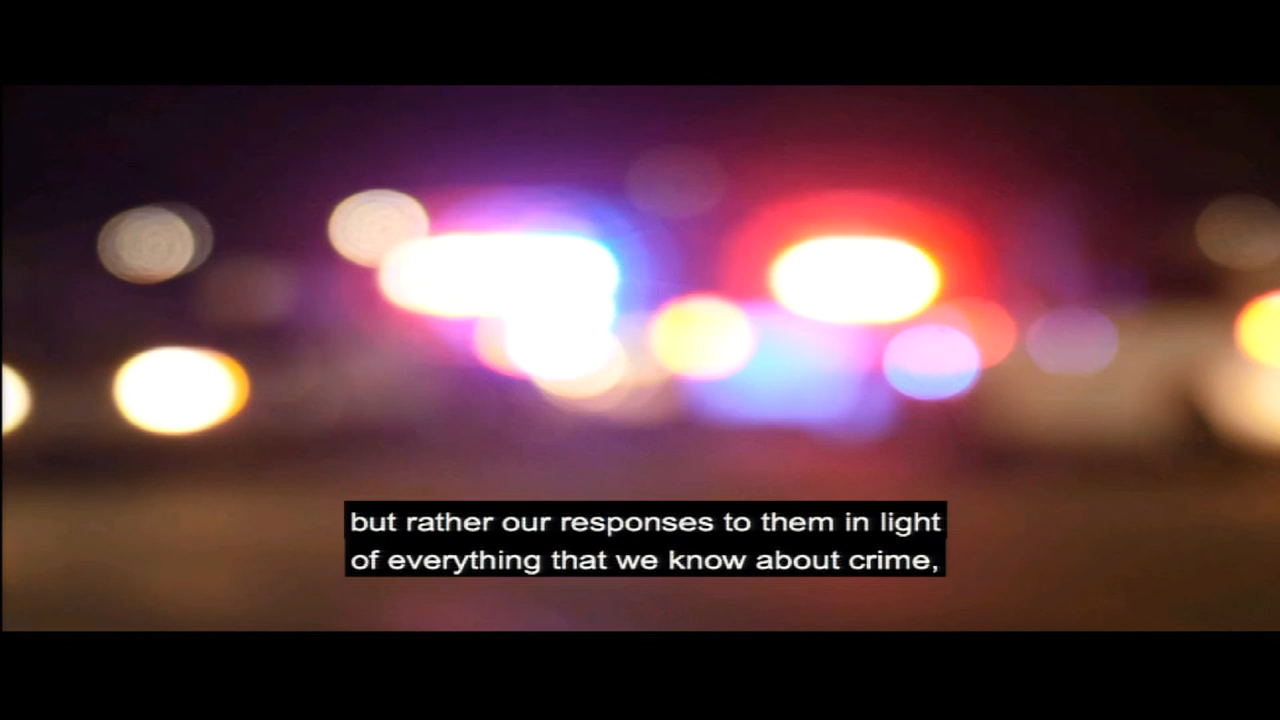 but rather our responses to them in light
of everything that we know about crime,